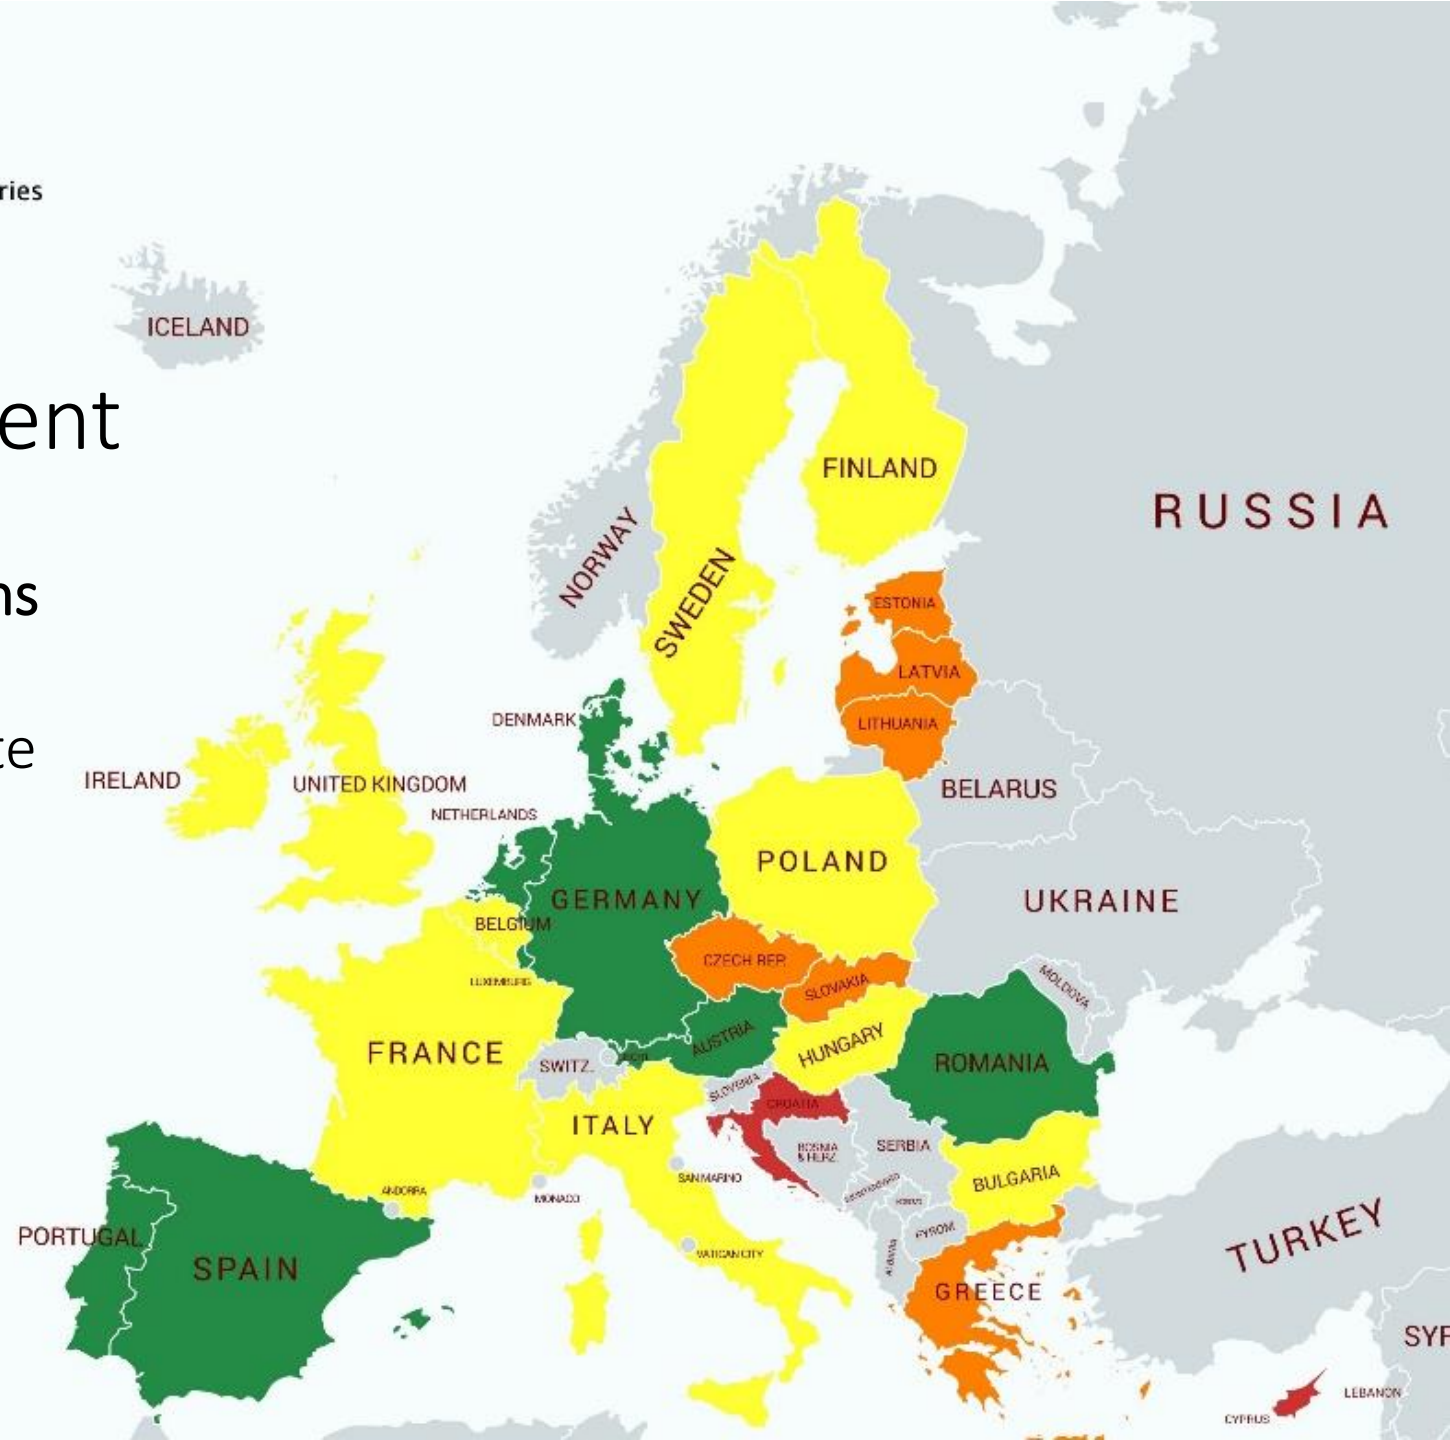 ries
ICELAND
ent
FINLAND
RUSSIA
NORWAY
SWEDEN
ns
ESTONIA
LATVIA
DENMARK
LITHUANIA
te
IRELAND
UNITED KINGDOM
BELARUS
NETHERLANDS
POLAND
GERMANY
UKRAINE
BELGIUM
CZECH REP.
LUXEMBURG
SLOVAKIA
MOLDOVA
AUSTRIA
HUNGARY
FRANCE
SWITZ.
ROMANIA
SLOVENIA
CROATIA
ITALY
BOSNIA
& HERZ.
SERBIA
SAN MARINO
BULGARIA
ANDORRA
MONACO
PORTUGAL
FYROM
TURKEY
SPAIN
VATICAN CITY
ALBANIA
GREECE
SYR
LEBANON
CYPRUS